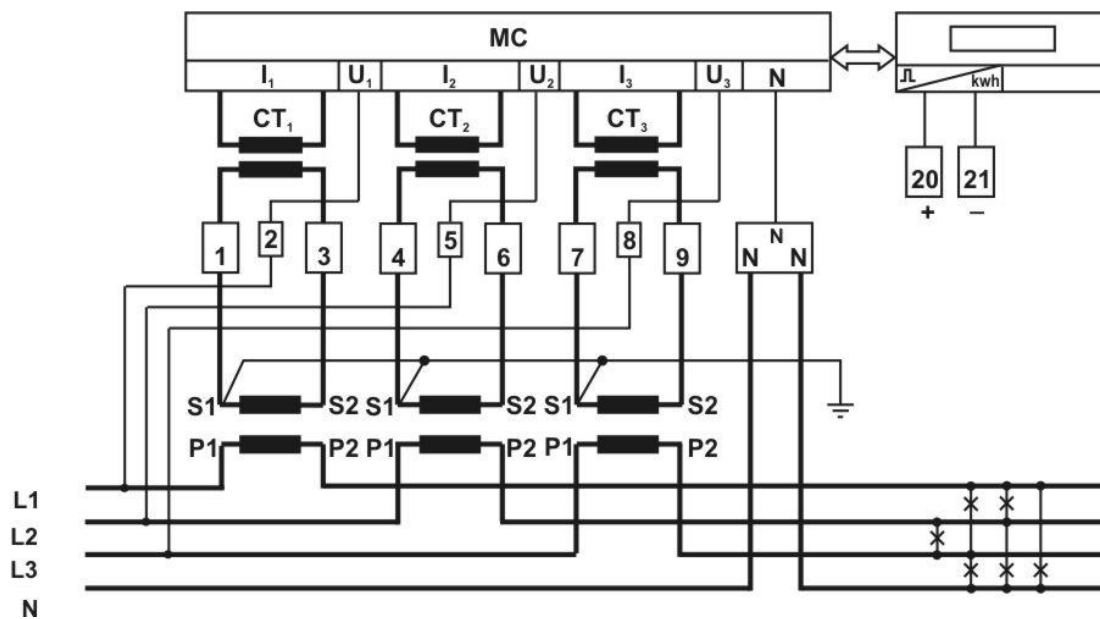 MC
I₁ U₁ I₂ U₂ I₃ U₃ N
kwh
CT₁ CT₂ CT₃
20 21
+ –
1 2 3 4 5 6 7 8 9 N N N
S1 S2 S1 S2 S1 S2
P1 P2 P1 P2 P1 P2
L1
L2
L3
N